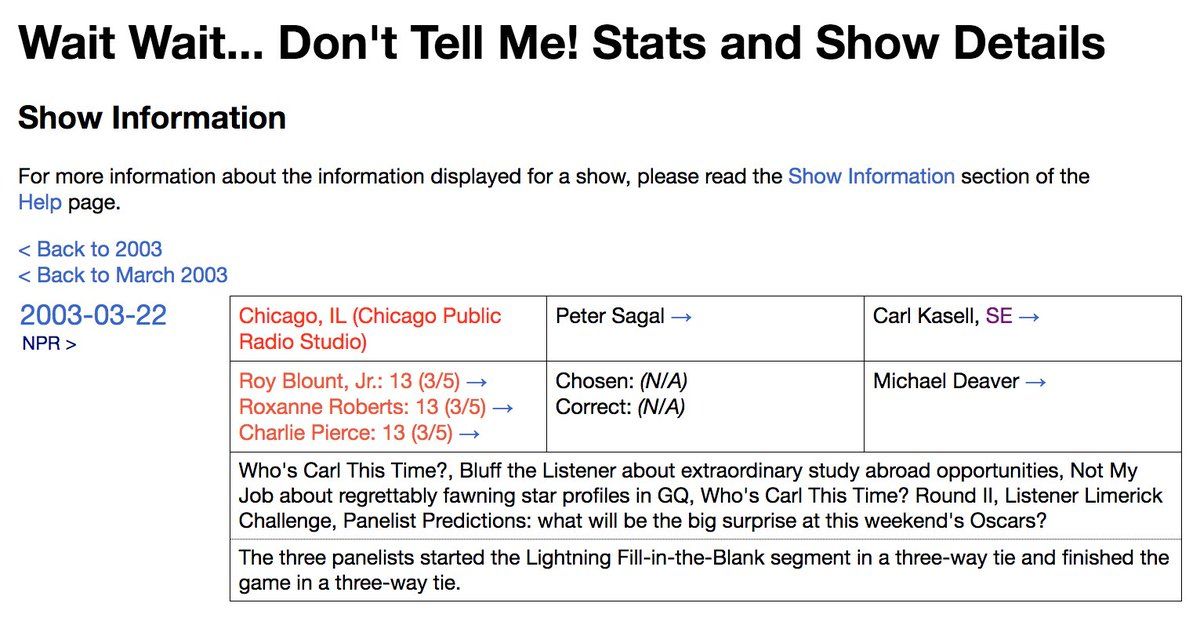 Wait Wait... Don't Tell Me! Stats and Show Details
Show Information
For more information about the information displayed for a show, please read the Show Information section of the
Help page.
< Back to 2003
< Back to March 2003
2003-03-22
NPR >
Chicago, IL (Chicago Public
Radio Studio)
Peter Sagal →
Carl Kasell, SE →
Roy Blount, Jr.: 13 (3/5) →
Roxanne Roberts: 13 (3/5) →
Charlie Pierce: 13 (3/5) →
Chosen: (N/A)
Correct: (N/A)
Michael Deaver →
Who's Carl This Time?, Bluff the Listener about extraordinary study abroad opportunities, Not My
Job about regrettably fawning star profiles in GQ, Who's Carl This Time? Round II, Listener Limerick
Challenge, Panelist Predictions: what will be the big surprise at this weekend's Oscars?
The three panelists started the Lightning Fill-in-the-Blank segment in a three-way tie and finished the
game in a three-way tie.